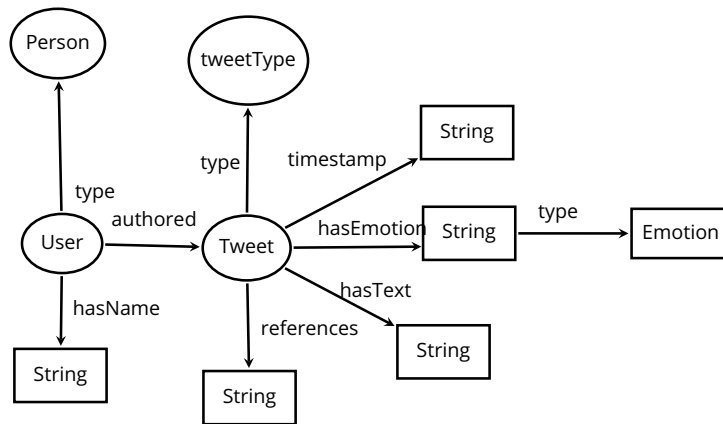 Person
tweetType
String
type
timestamp
type
authored
hasEmotion
String
type
User
Tweet
Emotion
hasText
hasName
references
String
String
String